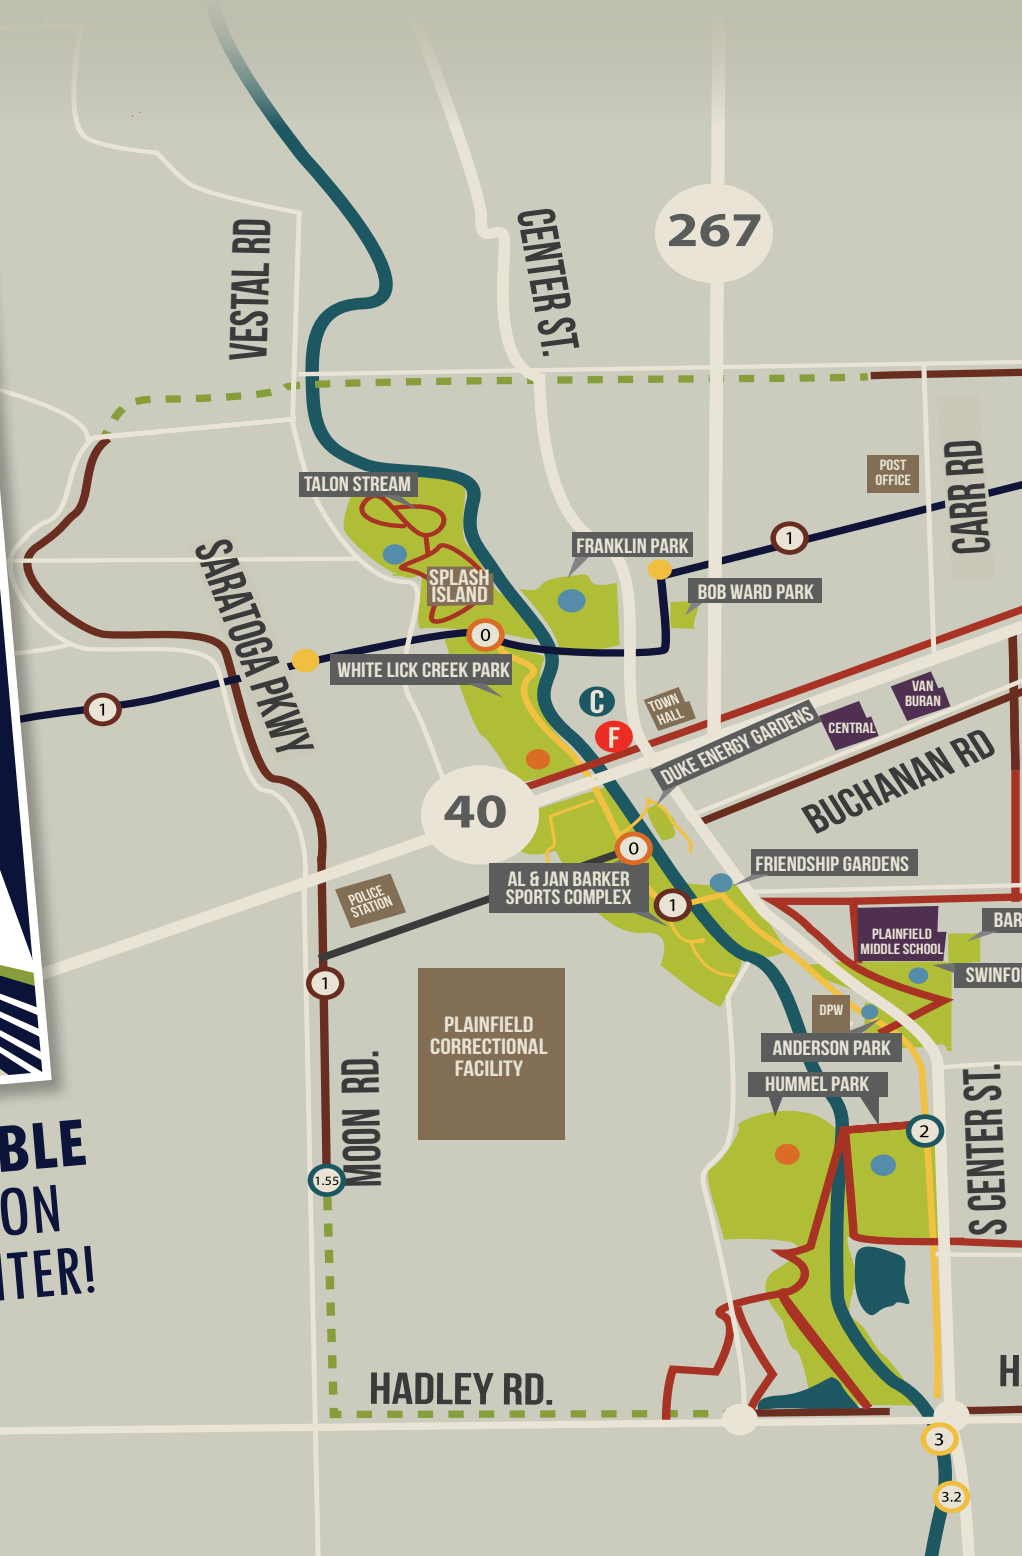 267
VESTAL RD
CENTER ST.
POST
OFFICE
CARR RD
TALON STREAM
FRANKLIN PARK
1
SPLASH
ISLAND
BOB WARD PARK
SARATOGA PKWY
0
WHITE LICK CREEK PARK
1
C
F
TOWN
HALL
VAN
BURAN
CENTRAL
DUKE ENERGY GARDENS
BUCHANAN RD
40
0
FRIENDSHIP GARDENS
AL & JAN BARKER
SPORTS COMPLEX
1
POLICE
STATION
PLAINFIELD
MIDDLE SCHOOL
BAR
SWINFO
1
DPW
ANDERSON PARK
PLAINFIELD
CORRECTIONAL
FACILITY
HUMMEL PARK
MOON RD.
S CENTER ST.
2
1.55
BLE
ON
NTER!
HADLEY RD.
H
3
3.2